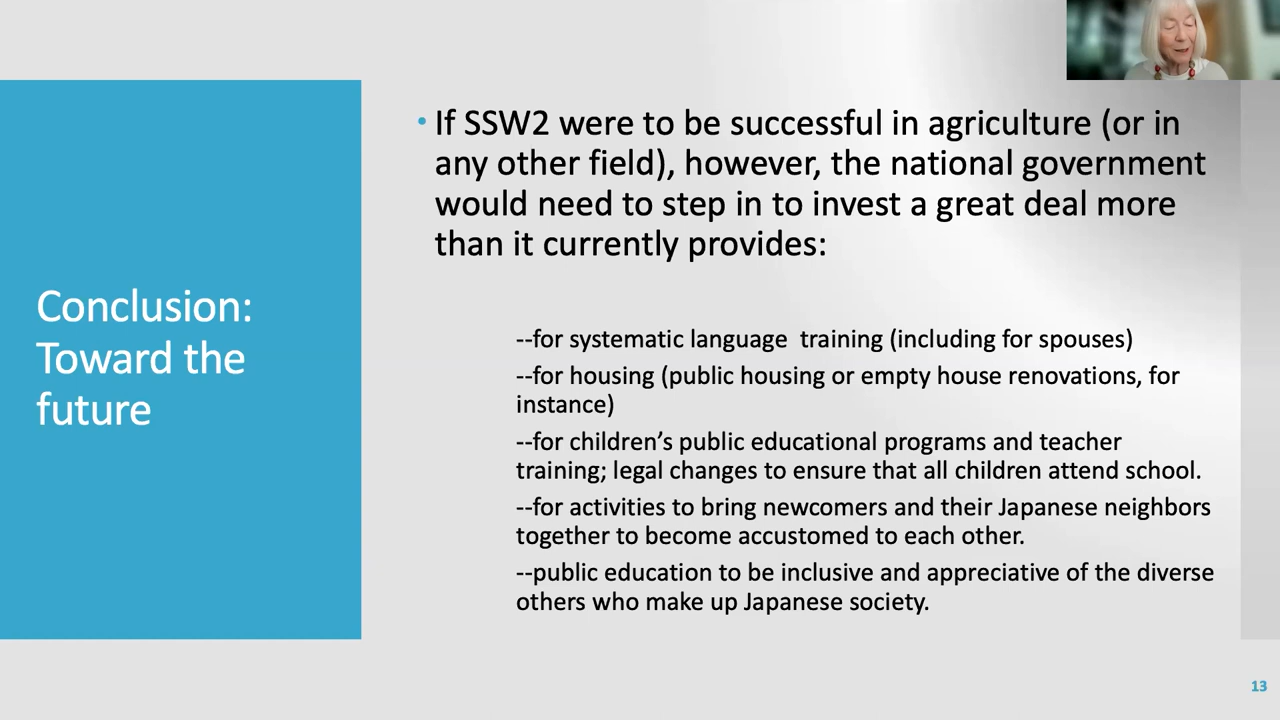 Conclusion:
Toward the
future
• If SSW2 were to be successful in agriculture (or in
any other field), however, the national government
would need to step in to invest a great deal more
than it currently provides:
--for systematic language  training (including for spouses)
--for housing (public housing or empty house renovations, for
instance)
--for children’s public educational programs and teacher
training; legal changes to ensure that all children attend school.
--for activities to bring newcomers and their Japanese neighbors
together to become accustomed to each other.
--public education to be inclusive and appreciative of the diverse
others who make up Japanese society.
13